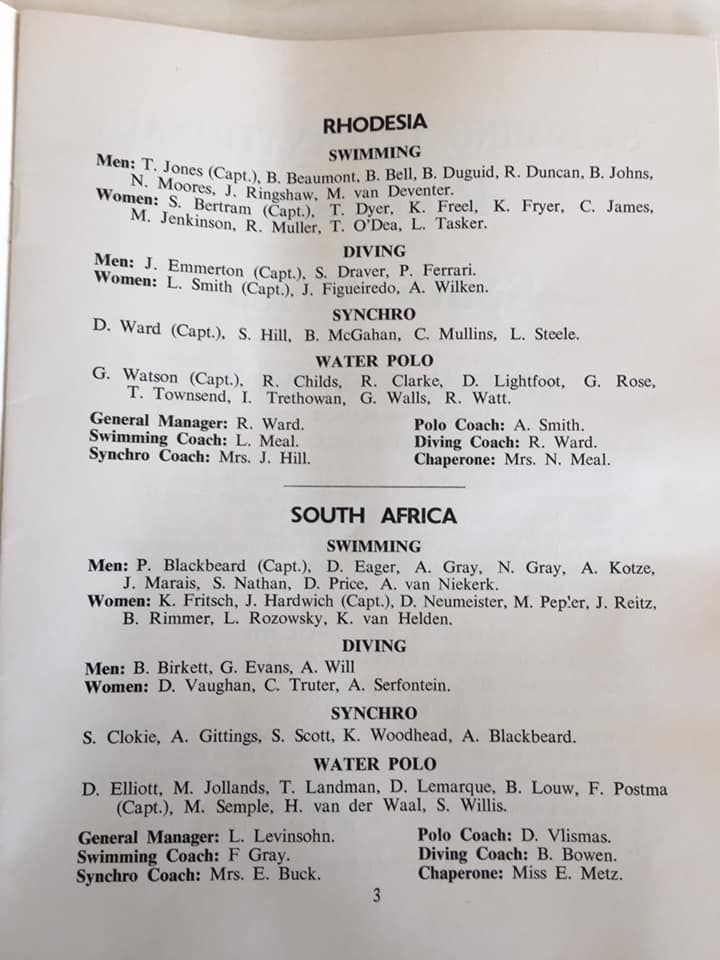 RHODESIA
SWIMMING
Men: T. Jones (Capt.), B. Beaumont, B. Bell, B. Duguid, R. Duncan, B. Johns,
N. Moores, J. Ringshaw, M. van Deventer.
Women: S. Bertram (Capt.), T. Dyer, K. Freel, K. Fryer, C. James,
M. Jenkinson, R. Muller, T. O'Dea, L. Tasker.
DIVING
Men: J. Emmerton (Capt.), S. Draver, P. Ferrari.
Women: L. Smith (Capt.), J. Figueiredo, A. Wilken.
SYNCHRO
D. Ward (Capt.), S. Hill, B. McGahan, C. Mullins, L. Steele.
WATER POLO
G. Watson (Capt.), R. Childs, R. Clarke, D. Lightfoot, G. Rose,
T. Townsend, I. Trethowan, G. Walls, R. Watt.
General Manager: R. Ward. Polo Coach: A. Smith.
Swimming Coach: L. Meal. Diving Coach: R. Ward.
Synchro Coach: Mrs. J. Hill. Chaperone: Mrs. N. Meal.
SOUTH AFRICA
SWIMMING
Men: P. Blackbeard (Capt.), D. Eager, A. Gray, N. Gray, A. Kotze,
J. Marais, S. Nathan, D. Price, A. van Niekerk.
Women: K. Fritsch, J. Hardwich (Capt.), D. Neumeister, M. Pep'.er, J. Reitz,
B. Rimmer, L. Rozowsky, K. van Helden.
DIVING
Men: B. Birkett, G. Evans, A. Will
Women: D. Vaughan, C. Truter, A. Serfontein.
SYNCHRO
S. Clokie, A. Gittings, S. Scott, K. Woodhead, A. Blackbeard.
WATER POLO
D. Elliott, M. Jollands, T. Landman, D. Lemarque, B. Louw, F. Postma
(Capt.), M. Semple, H. van der Waal, S. Willis.
General Manager: L. Levinsohn. Polo Coach: D. Vlismas.
Swimming Coach: F Gray. Diving Coach: B. Bowen.
Synchro Coach: Mrs. E. Buck. Chaperone: Miss E. Metz.
3